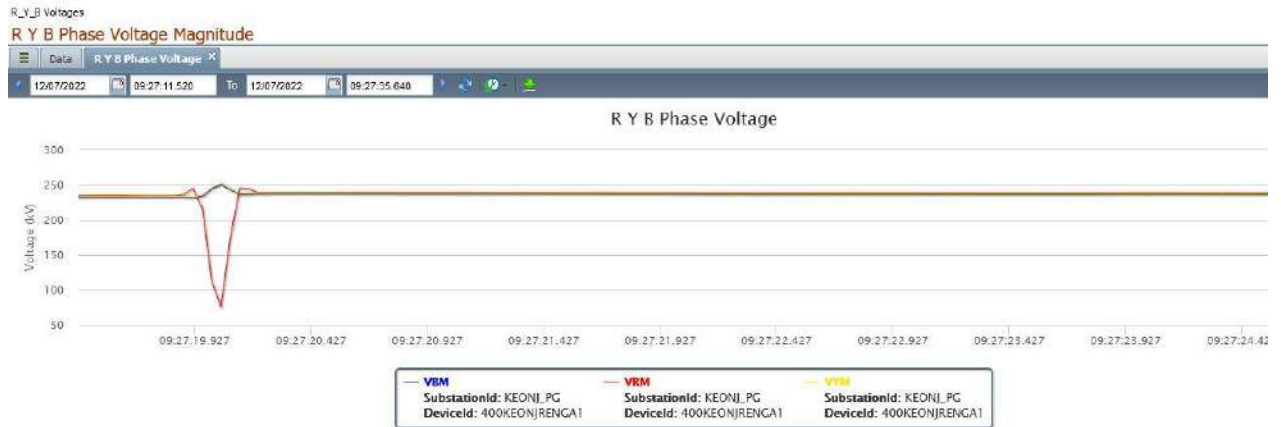 R_Y_B Voltages
R Y B Phase Voltage Magnitude
Data R Y B Phase Voltage ×
12/07/2022 09:27:11.520 To 12/07/2022 09:27:35.640
R Y B Phase Voltage
300
250
200
150
100
50
Voltage (kV)
09:27:19.927 09:27:20.427 09:27:20.927 09:27:21.427 09:27:21.927 09:27:22.427 09:27:22.927 09:27:23.427 09:27:23.927 09:27:24.42
VBM VRM VYM
SubstationId: KEONJ_PG SubstationId: KEONJ_PG SubstationId: KEONJ_PG
DeviceId: 400KEONJRENGA1 DeviceId: 400KEONJRENGA1 DeviceId: 400KEONJRENGA1